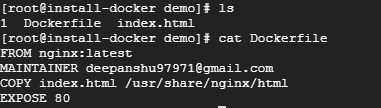 [root@install-docker demo]# ls
1  Dockerfile  index.html
[root@install-docker demo]# cat Dockerfile
FROM nginx:latest
MAINTAINER deepanshu97971@gmail.com
COPY index.html /usr/share/nginx/html
EXPOSE 80